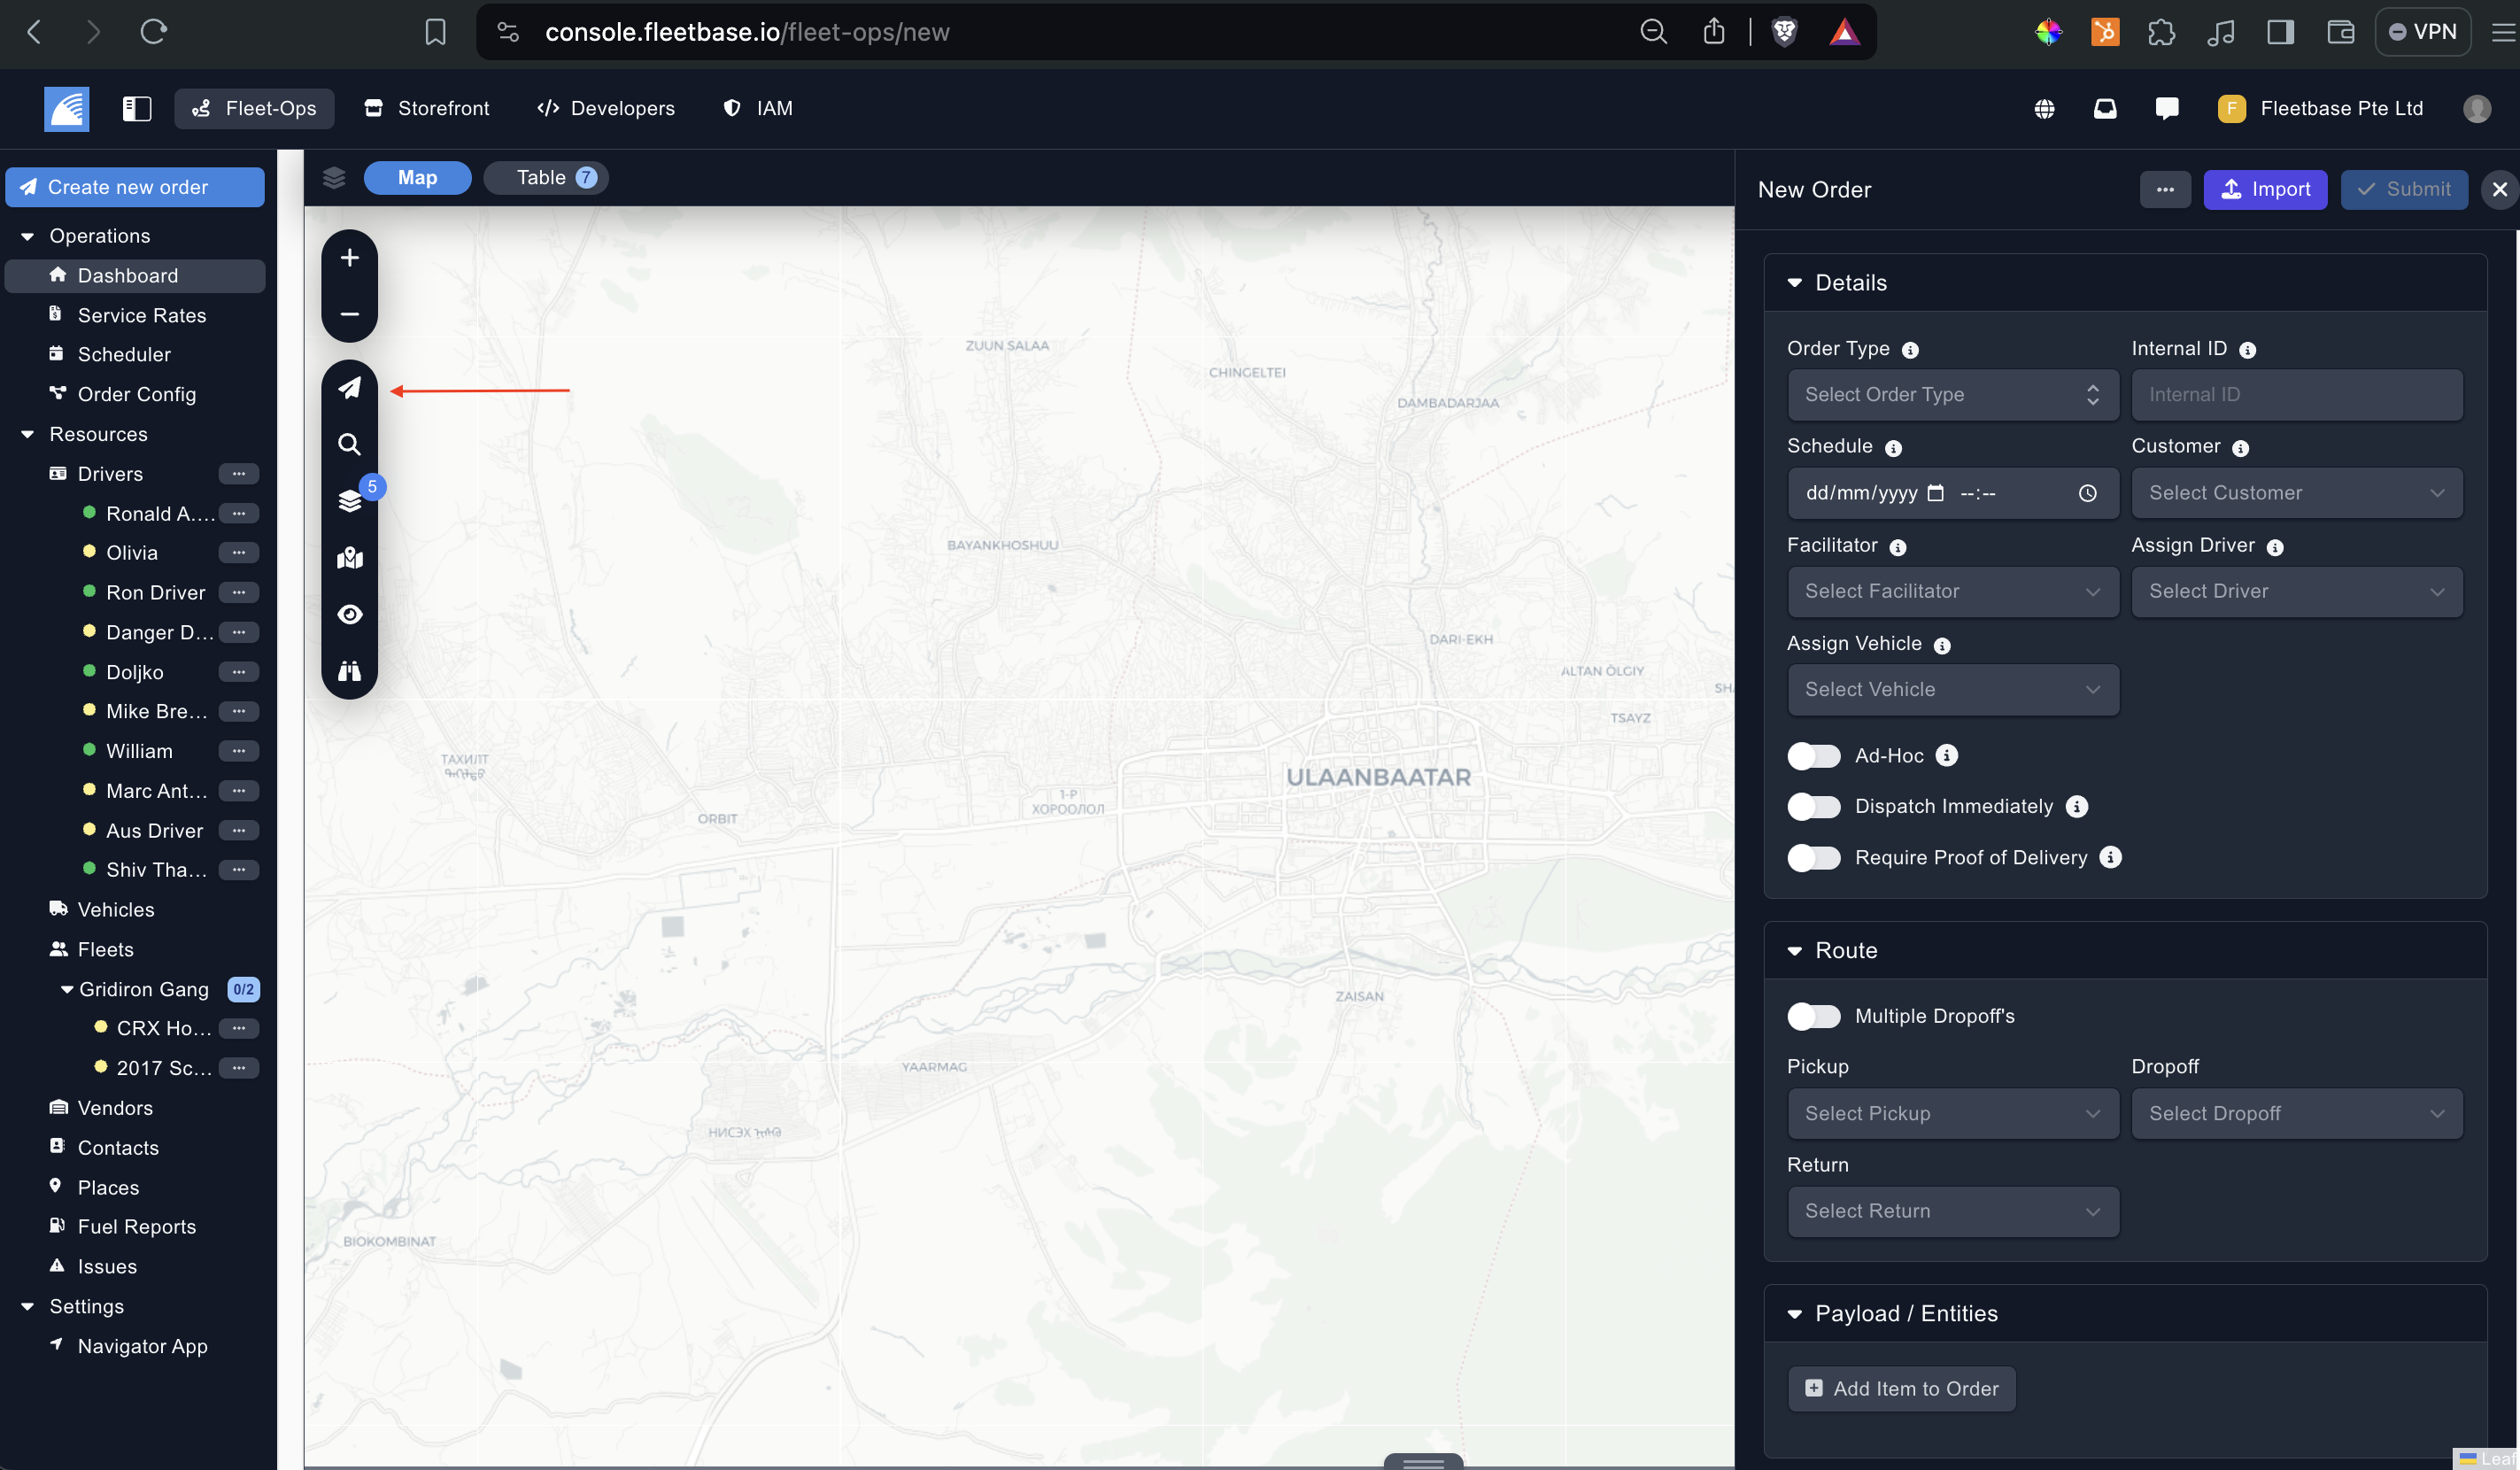 console.fleetbase.io/fleet-ops/new
VPN
Fleet-Ops
Storefront
Developers
IAM
F
Fleetbase Pte Ltd
Create new order
Operations
Dashboard
Service Rates
Scheduler
Order Config
Resources
Drivers
Ronald A....
Olivia
Ron Driver
Danger D...
Doljko
Mike Bre...
William
Marc Ant...
Aus Driver
Shiv Tha...
Vehicles
Fleets
Gridiron Gang 0/2
CRX Ho...
2017 Sc...
Vendors
Contacts
Places
Fuel Reports
Issues
Settings
Navigator App
Map
Table 7
5
ZUUN SALAA
CHINGELTEI
DAMBADARJAA
BAYANKHOSHUU
DARI-EKH
ALTAN ÖLGIY
SHA
TSAYZ
ULAANBAATAR
1-Р
ХОРООЛОЛ
ORBIT
ZAISAN
YAARMAG
НИСЭХ
BIOKOMBINAT
New Order
Import
Submit
Details
Order Type
Internal ID
Select Order Type
Internal ID
Schedule
Customer
dd/mm/yyyy --:--
Select Customer
Facilitator
Assign Driver
Select Facilitator
Select Driver
Assign Vehicle
Select Vehicle
Ad-Hoc
Dispatch Immediately
Require Proof of Delivery
Route
Multiple Dropoff's
Pickup
Dropoff
Select Pickup
Select Dropoff
Return
Select Return
Payload / Entities
Add Item to Order
Leaf